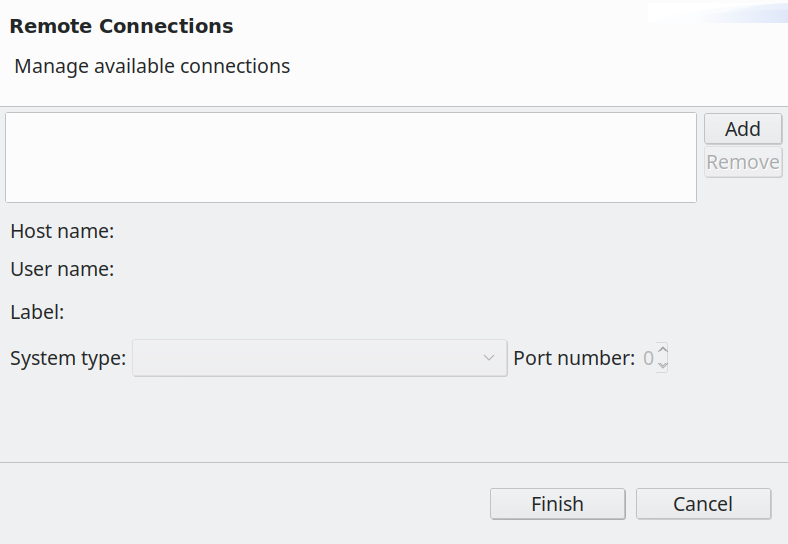 Remote Connections
Manage available connections
Add
Remove
Host name:
User name:
Label:
System type: Port number: 0
Finish Cancel